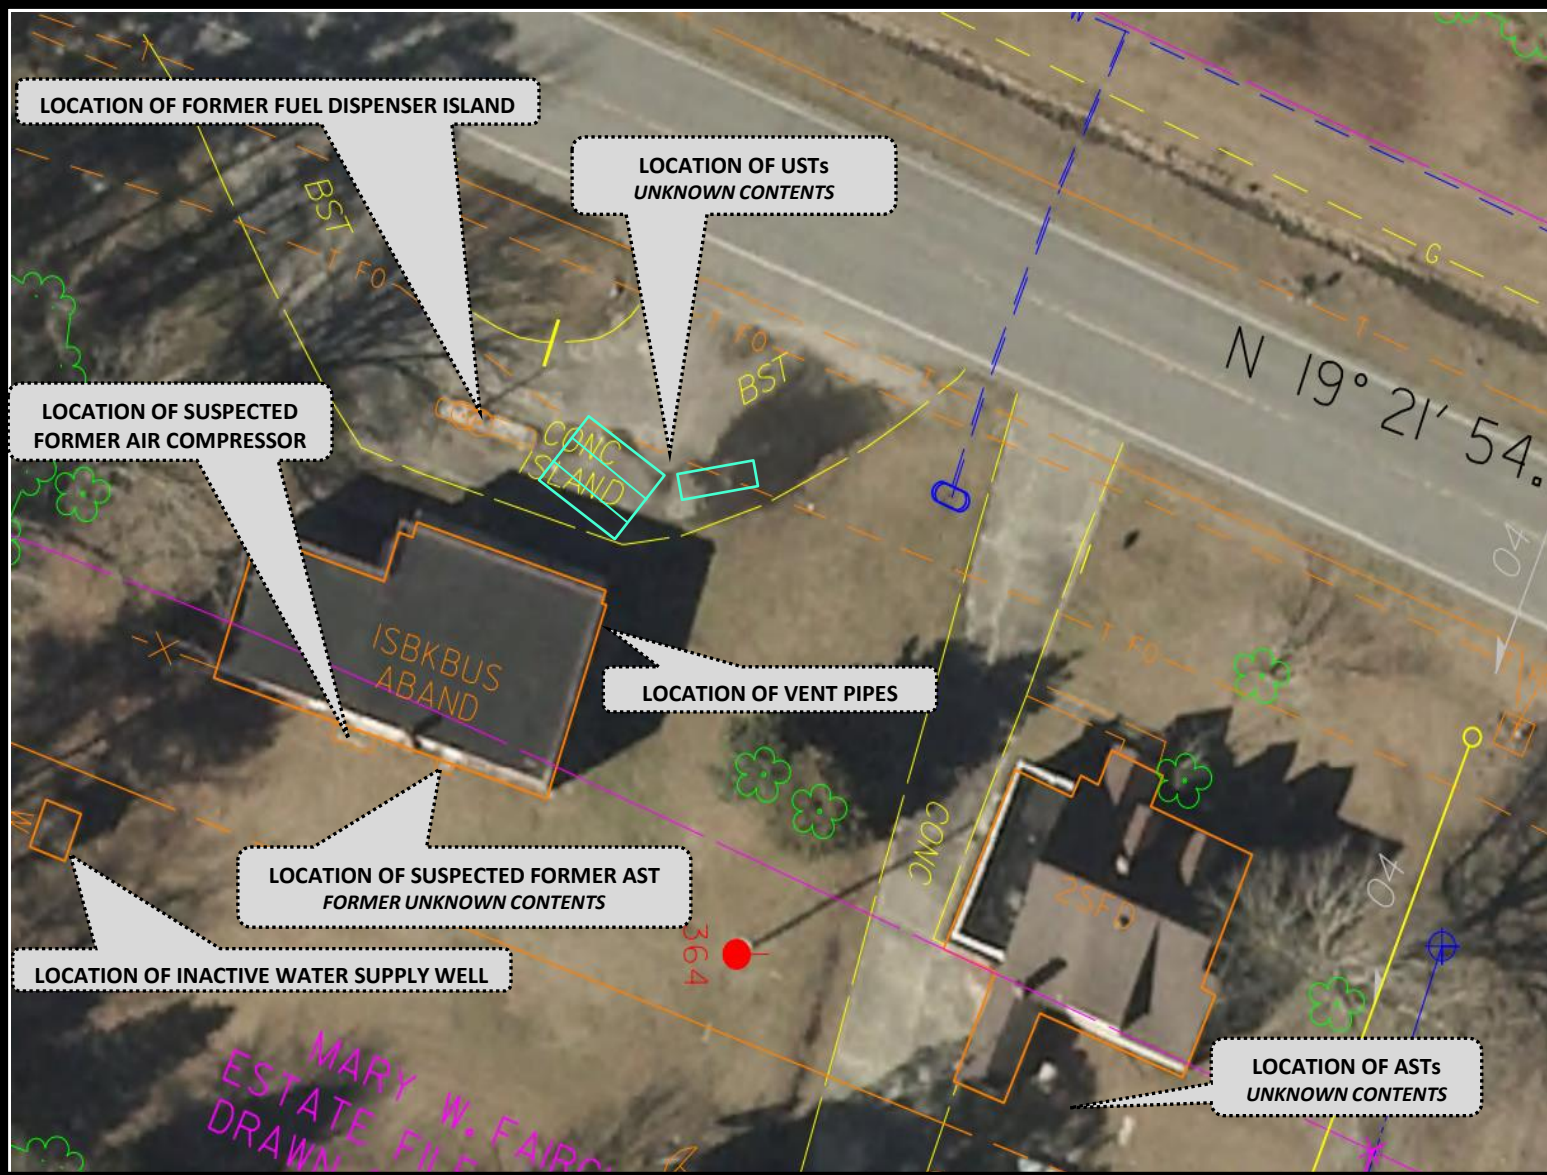 W
T
LOCATION OF FORMER FUEL DISPENSER ISLAND
LOCATION OF USTs
UNKNOWN CONTENTS
BST
G
T FO
T FO
T
N 19° 21' 54.
BST
T
LOCATION OF SUSPECTED
FORMER AIR COMPRESSOR
CONC
ISLAND
04
ISBKBUS
ABAND
T FO
LOCATION OF VENT PIPES
W
CONC
LOCATION OF SUSPECTED FORMER AST
FORMER UNKNOWN CONTENTS
2SFD
04
364
LOCATION OF INACTIVE WATER SUPPLY WELL
MARY W. FAIRC
ESTATE FILE
DRAWN
LOCATION OF ASTs
UNKNOWN CONTENTS